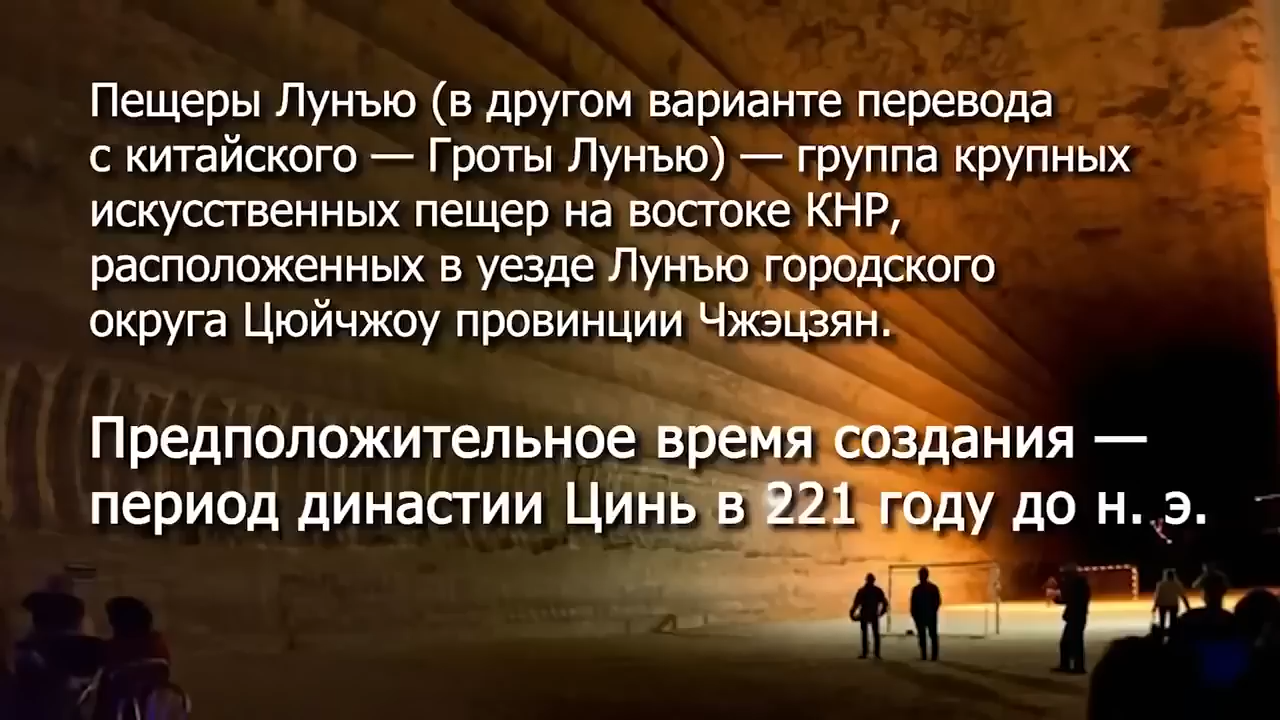 Пещеры Лунъю (в другом варианте перевода
с китайского — Гроты Лунъю) — группа крупных
искусственных пещер на востоке КНР,
расположенных в уезде Лунъю городского
округа Цюйчжоу провинции Чжэцзян.
Предположительное время создания —
период династии Цинь в 221 году до н. э.